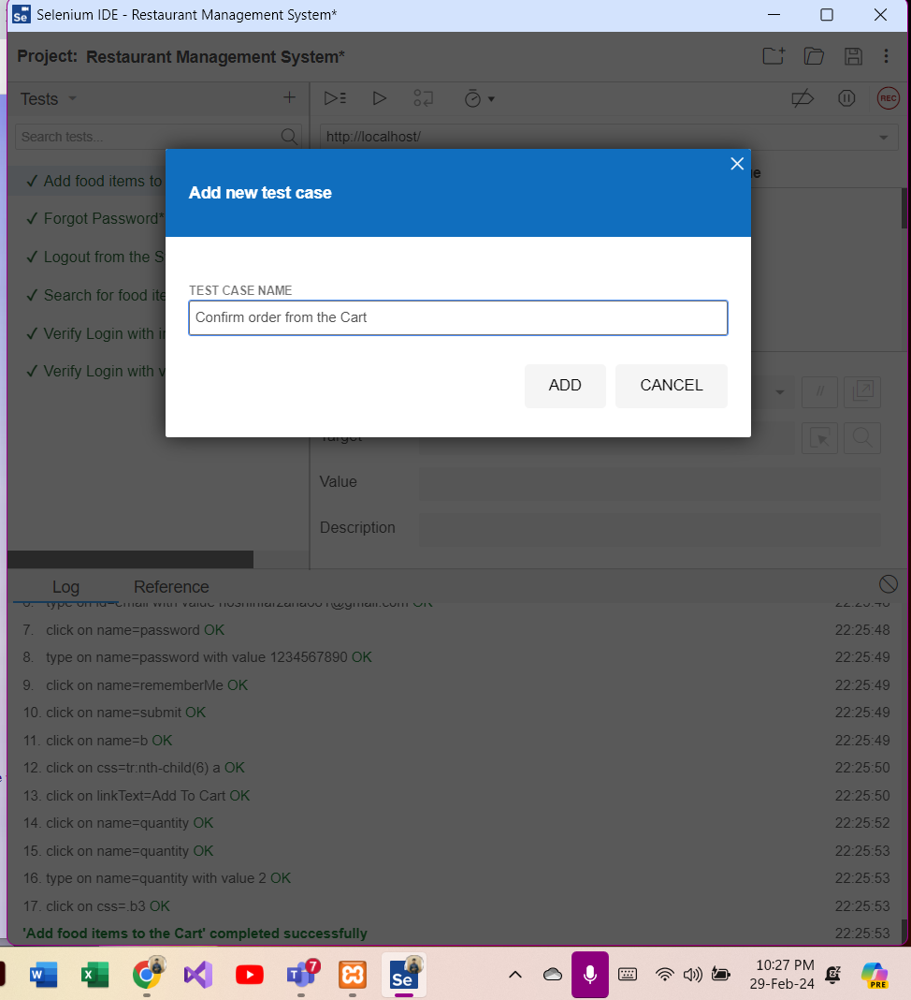 Se Selenium IDE - Restaurant Management System*
Project: Restaurant Management System*
Tests
REC
Search tests...
http://localhost/
Add new test case
✓ Add food items to
✓ Forgot Password*
✓ Logout from the S
✓ Search for food ite
✓ Verify Login with in
✓ Verify Login with v
TEST CASE NAME
Confirm order from the Cart
ADD CANCEL
//
Target
Value
Description
Log Reference
6. type on id=email with value 22:25:48 OK
7. click on name=password OK 22:25:48
8. type on name=password with value 1234567890 OK 22:25:49
9. click on name=rememberMe OK 22:25:49
10. click on name=submit OK 22:25:49
11. click on name=b OK 22:25:49
12. click on css=tr:nth-child(6) a OK 22:25:50
13. click on linkText=Add To Cart OK 22:25:50
14. click on name=quantity OK 22:25:52
15. click on name=quantity OK 22:25:53
16. type on name=quantity with value 2 OK 22:25:53
17. click on css=.b3 OK 22:25:53
'Add food items to the Cart' completed successfully 22:25:53
7
Se
10:27 PM
29-Feb-24
PRE